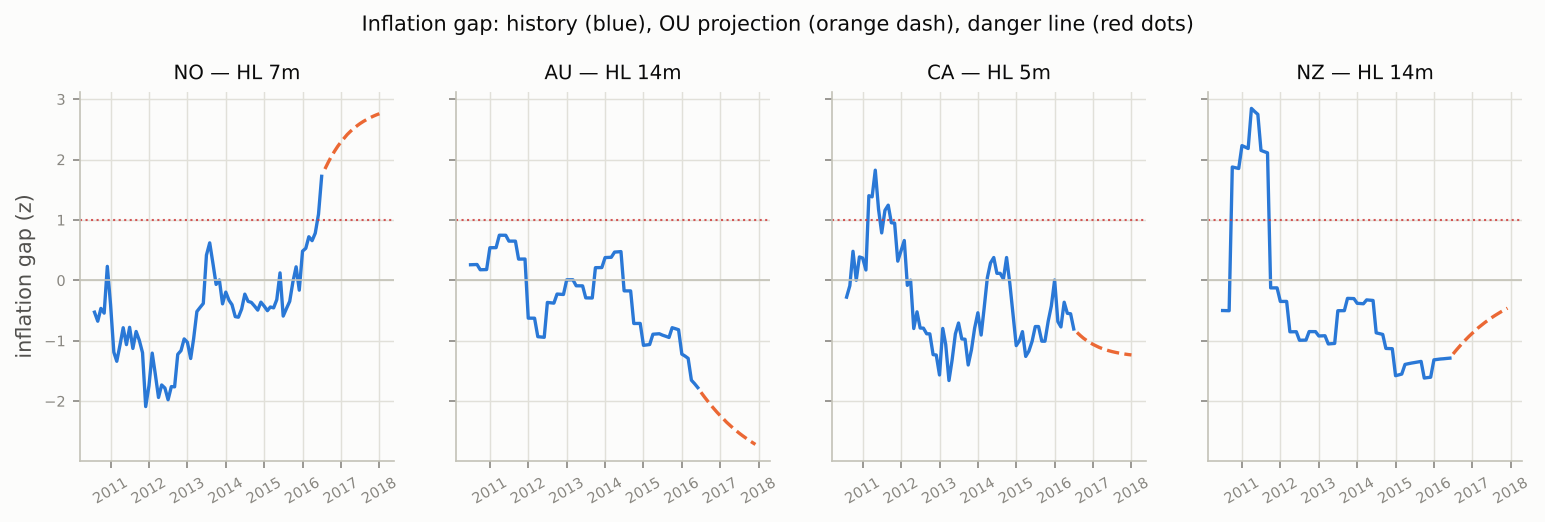 Inflation gap: history (blue), OU projection (orange dash), danger line (red dots)
NO — HL 7m
AU — HL 14m
CA — HL 5m
NZ — HL 14m
inflation gap (z)
3
2
1
0
−1
−2
2011 2012 2013 2014 2015 2016 2017 2018
2011 2012 2013 2014 2015 2016 2017 2018
2011 2012 2013 2014 2015 2016 2017 2018
2011 2012 2013 2014 2015 2016 2017 2018